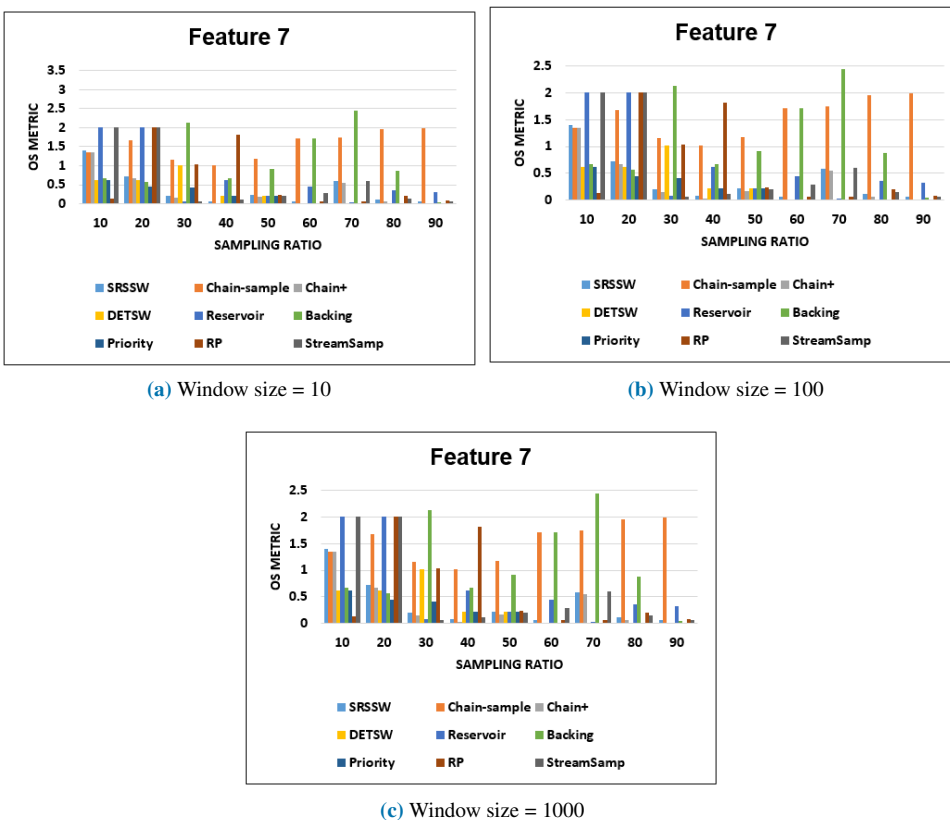 Feature 7
3.5
3
2.5
2
1.5
1
0.5
0
OS METRIC
10 20 30 40 50 60 70 80 90
SAMPLING RATIO
SRSSW Chain-sample Chain+
DETSW Reservoir Backing
Priority RP StreamSamp
(a) Window size = 10
Feature 7
2.5
2
1.5
1
0.5
0
OS METRIC
10 20 30 40 50 60 70 80 90
SAMPLING RATIO
SRSSW Chain-sample Chain+
DETSW Reservoir Backing
Priority RP StreamSamp
(b) Window size = 100
Feature 7
2.5
2
1.5
1
0.5
0
OS METRIC
10 20 30 40 50 60 70 80 90
SAMPLING RATIO
SRSSW Chain-sample Chain+
DETSW Reservoir Backing
Priority RP StreamSamp
(c) Window size = 1000